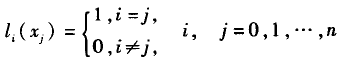 l_i(x_j) = {1, i = j, 0, i ≠ j, i, j = 0, 1, ⋯, n